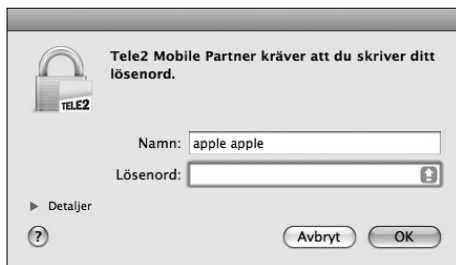 Tele2 Mobile Partner kräver att du skriver ditt
lösenord.
TELE2
Namn: apple apple
Lösenord:
Detaljer
? Avbryt OK